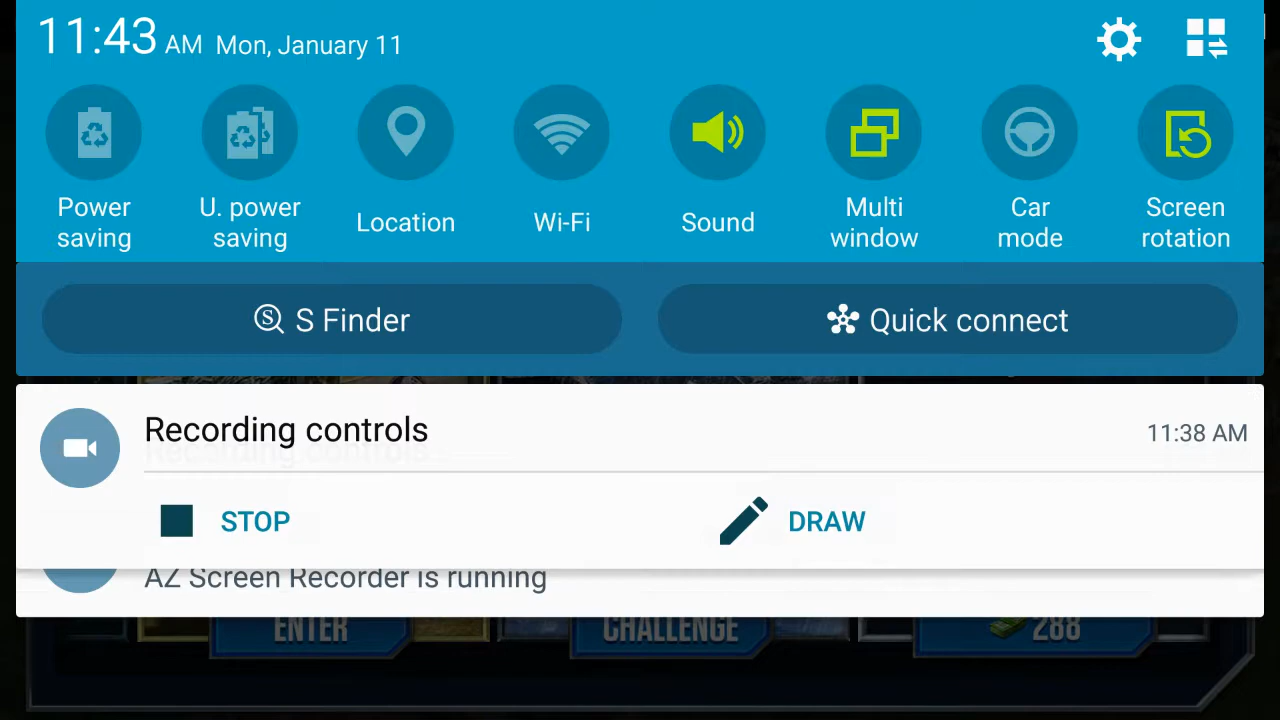 11:43 AM Mon, January 11
Power saving
U. power saving
Location
Wi-Fi
Sound
Multi window
Car mode
Screen rotation
S Finder
Quick connect
Recording controls
11:38 AM
STOP
DRAW
AZ Screen Recorder is running
ENTER
CHALLENGE
288